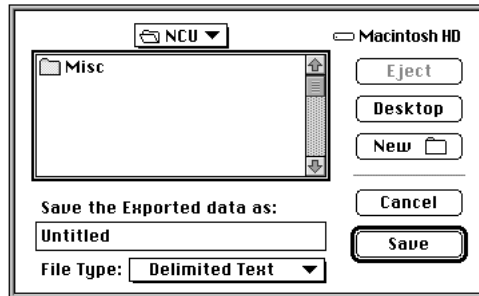 NCU
Macintosh HD
Misc
Eject
Desktop
New
Save the Exported data as:
Cancel
Untitled
Save
File Type: Delimited Text